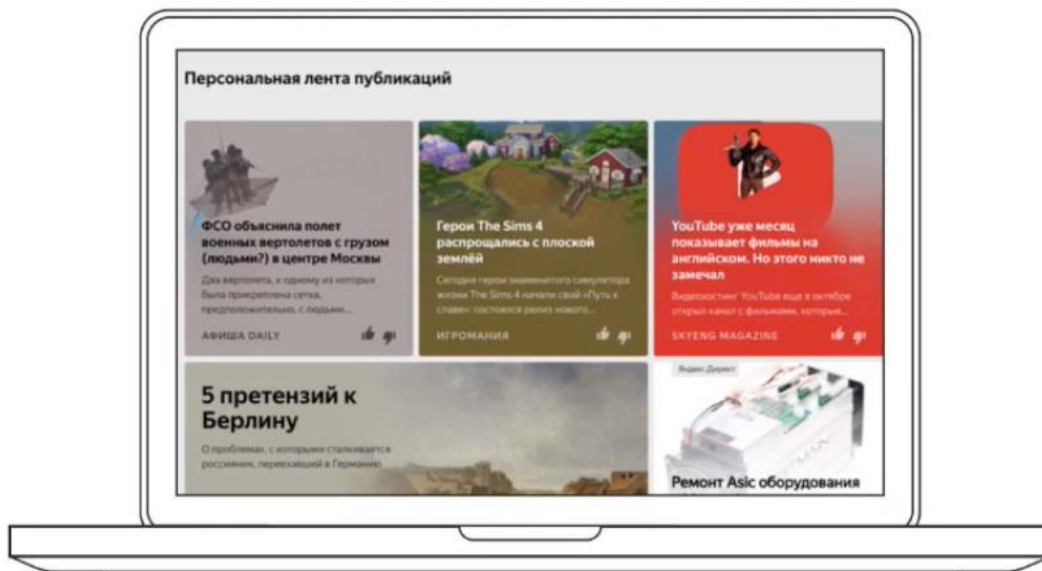 Персональная лента публикаций
ФСО объяснила полет
военных вертолетов с грузом
(людьми?) в центре Москвы
Два вертолета, к одному из которых
была прикреплена сетка,
предположительно, с людьми...
АФИША DAILY
Герои The Sims 4
распрощались с плоской
землёй
Сегодня герои знаменитого симулятора
жизни The Sims 4 начали свой «Путь к
славе»: состоялся релиз нового...
ИГРОМАНИЯ
YouTube уже месяц
показывает фильмы на
английском. Но этого никто не
замечал
Видеохостинг YouTube еще в октябре
открыл канал с фильмами, которые...
SKYENG MAGAZINE
5 претензий к
Берлину
О проблемах, с которыми сталкивается
россиянин, переехавший в Германию
Яндекс.Директ
Ремонт Asic оборудования